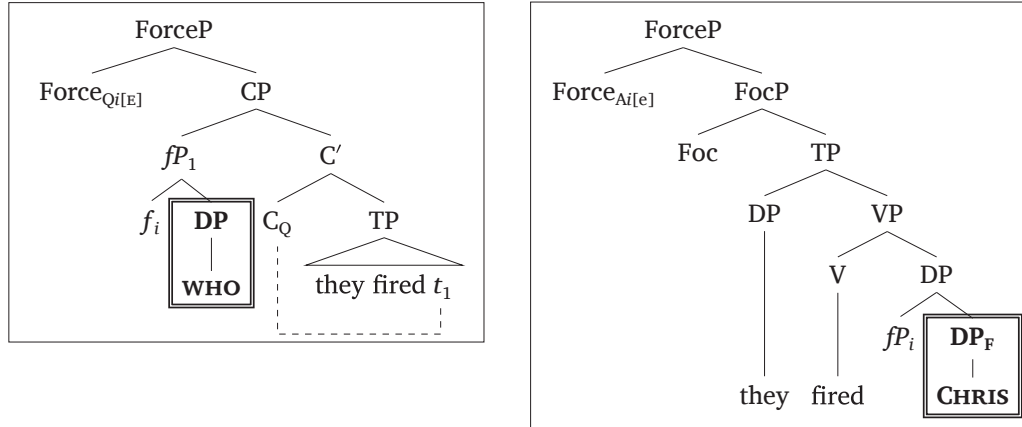 ForceP
Force_Qi[E] CP
fP_1 C′
f_i DP C_Q TP
WHO they fired t_1
ForceP
Force_Ai[e] FocP
Foc TP
DP VP
V DP
fP_i DP_F
they fired CHRIS